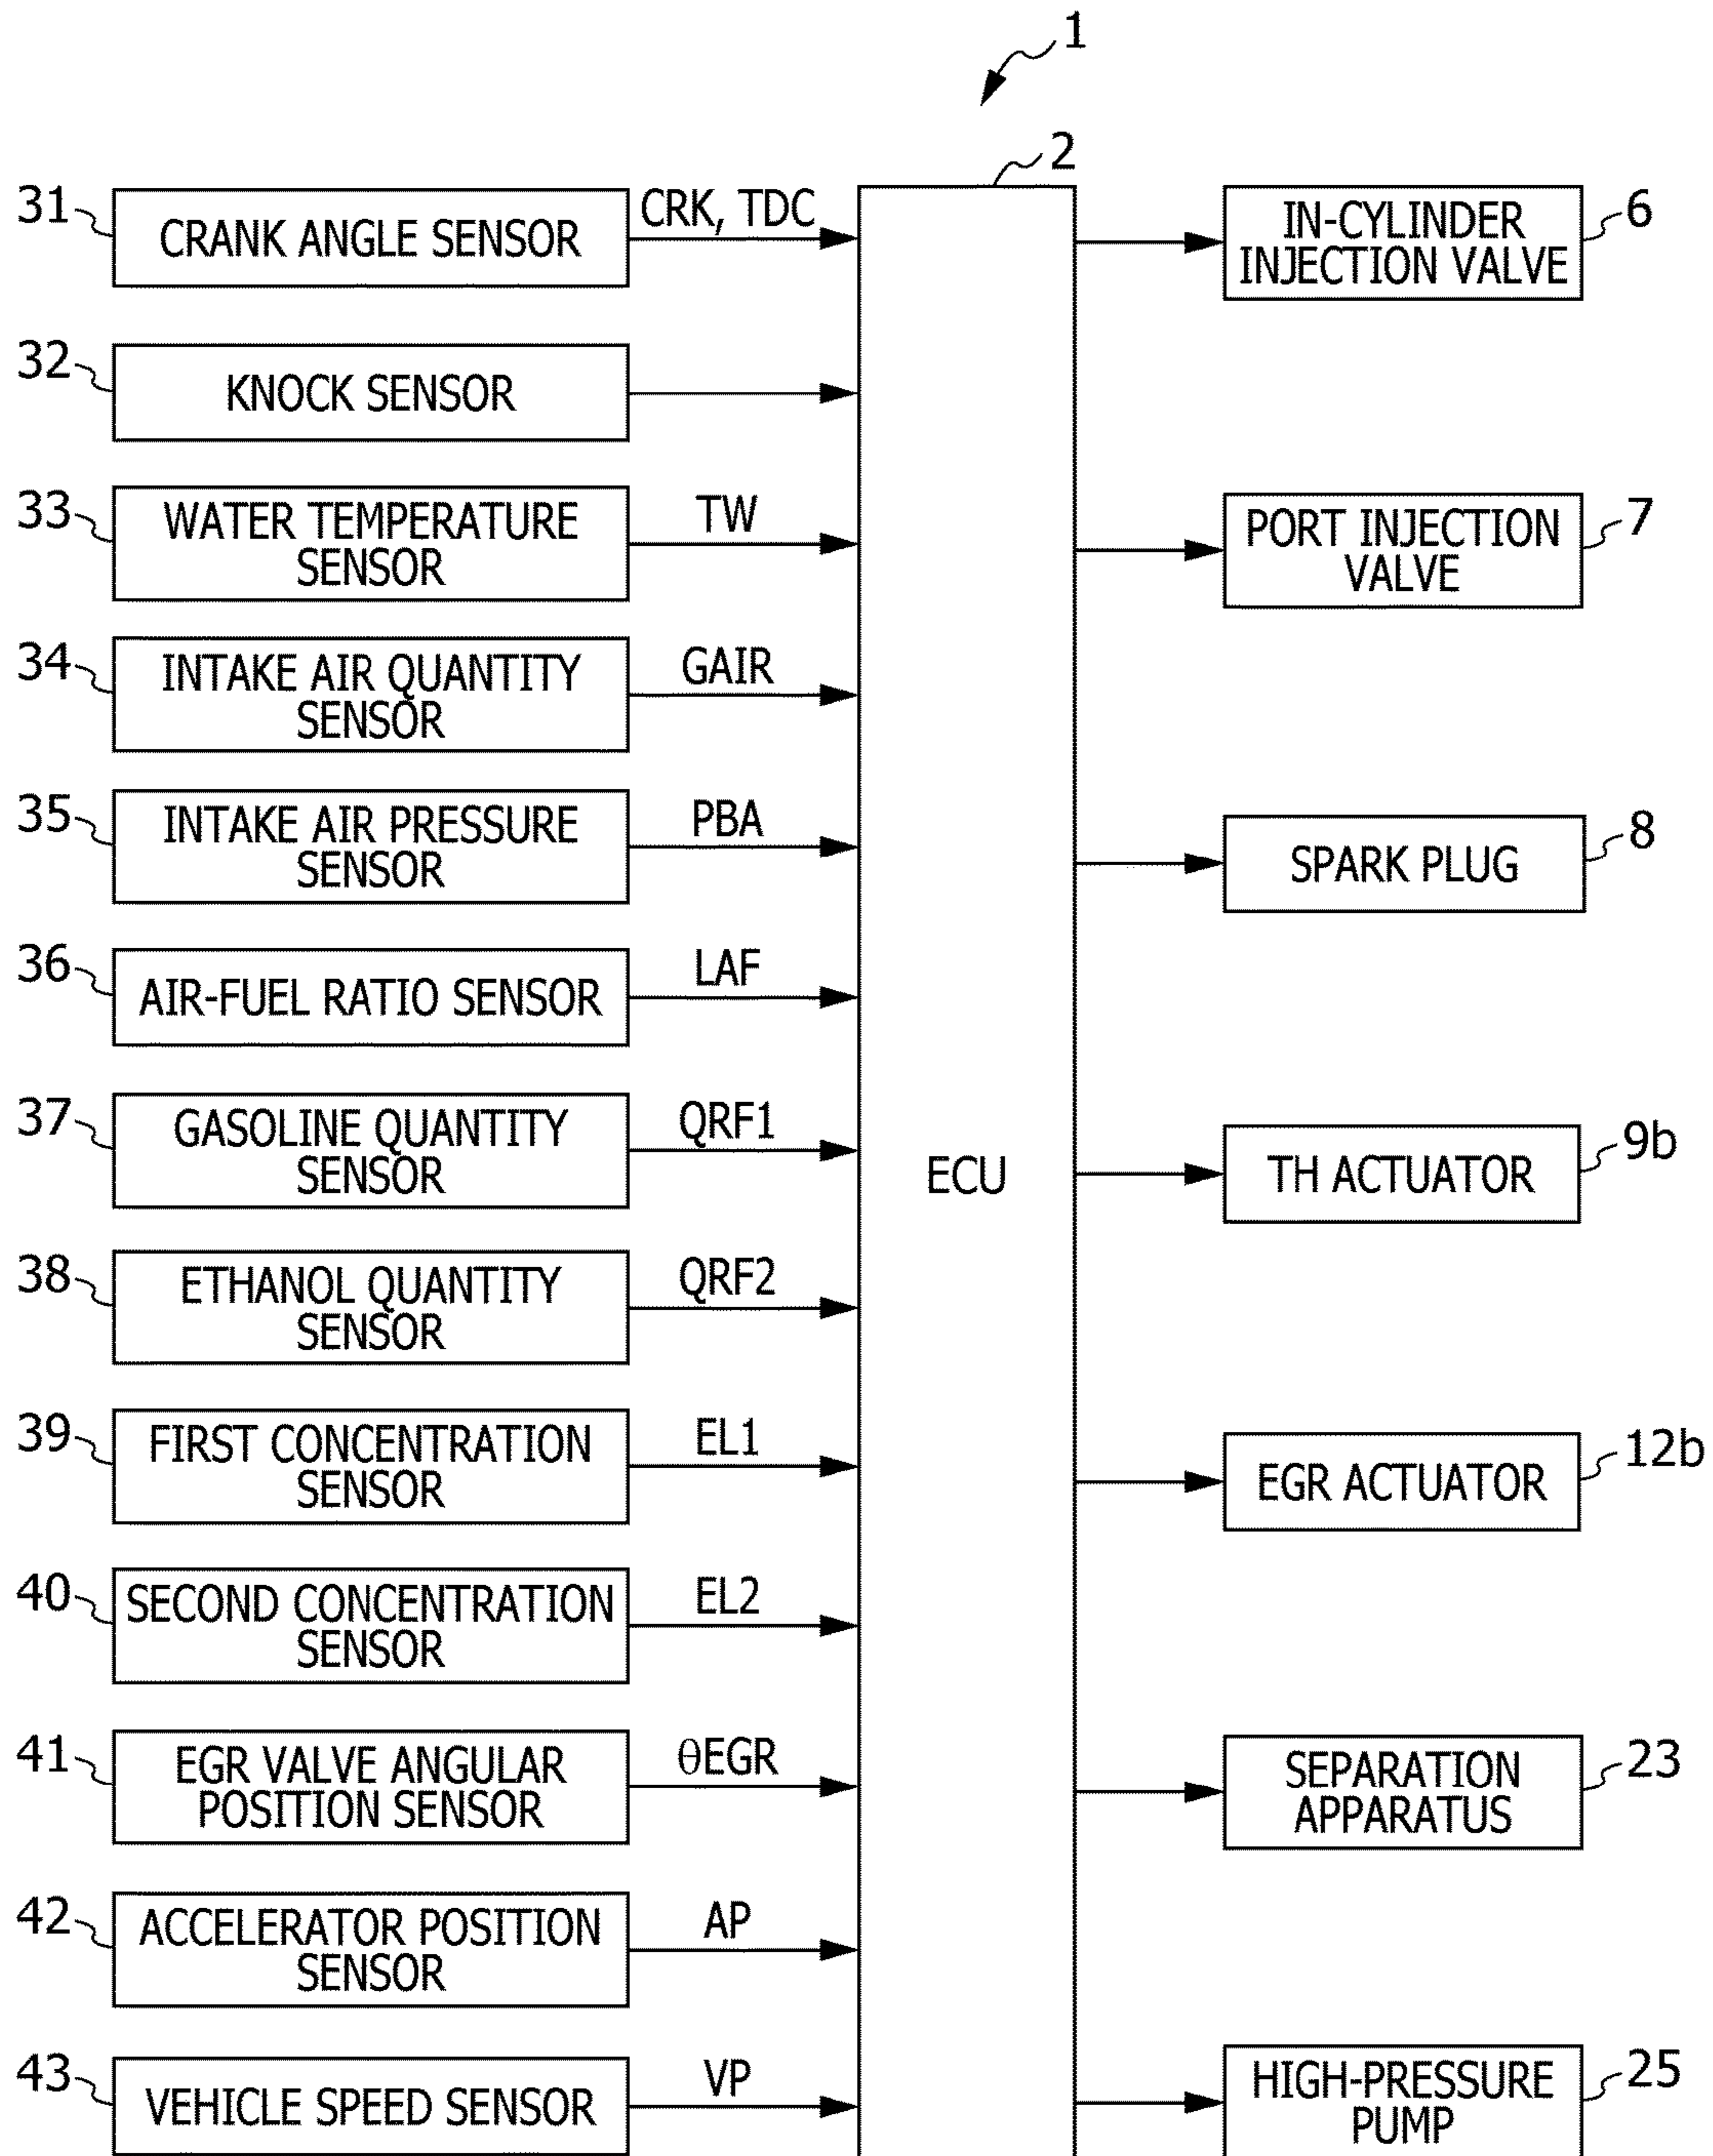 1
2
31
CRANK ANGLE SENSOR
CRK, TDC
32
KNOCK SENSOR
33
WATER TEMPERATURE
SENSOR
TW
34
INTAKE AIR QUANTITY
SENSOR
GAIR
35
INTAKE AIR PRESSURE
SENSOR
PBA
36
AIR-FUEL RATIO SENSOR
LAF
37
GASOLINE QUANTITY
SENSOR
QRF1
38
ETHANOL QUANTITY
SENSOR
QRF2
39
FIRST CONCENTRATION
SENSOR
EL1
40
SECOND CONCENTRATION
SENSOR
EL2
41
EGR VALVE ANGULAR
POSITION SENSOR
θEGR
42
ACCELERATOR POSITION
SENSOR
AP
43
VEHICLE SPEED SENSOR
VP
ECU
IN-CYLINDER
INJECTION VALVE
6
PORT INJECTION
VALVE
7
SPARK PLUG
8
TH ACTUATOR
9b
EGR ACTUATOR
12b
SEPARATION
APPARATUS
23
HIGH-PRESSURE
PUMP
25